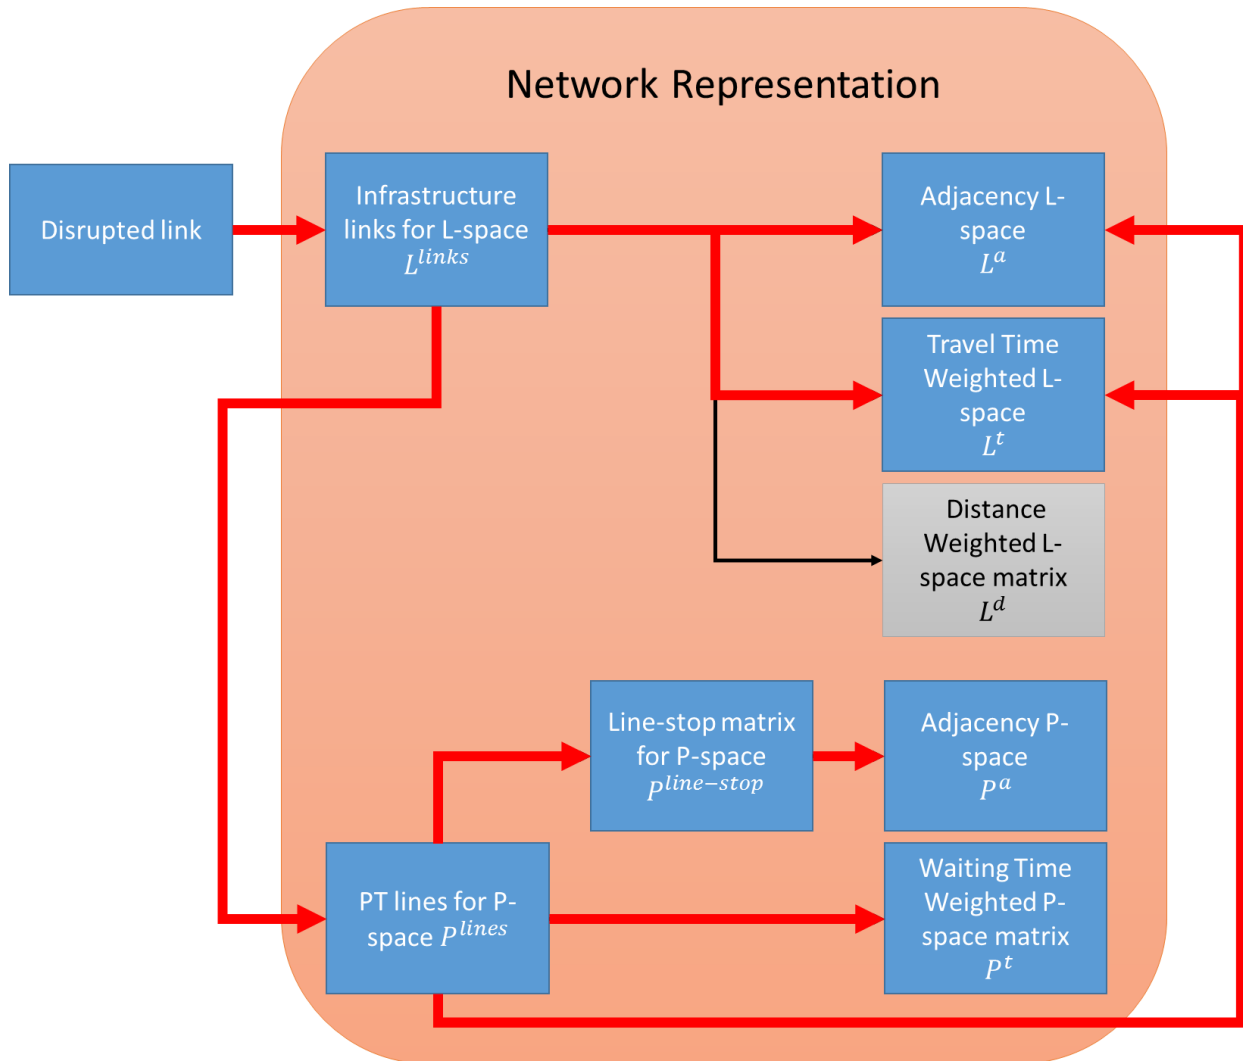 Network Representation
Disrupted link
Infrastructure
links for L-space
L^{links}
Adjacency L-
space
L^{a}
Travel Time
Weighted L-
space
L^{t}
Distance
Weighted L-
space matrix
L^{d}
Line-stop matrix
for P-space
P^{line-stop}
Adjacency P-
space
P^{a}
PT lines for P-
space P^{lines}
Waiting Time
Weighted P-
space matrix
P^{t}